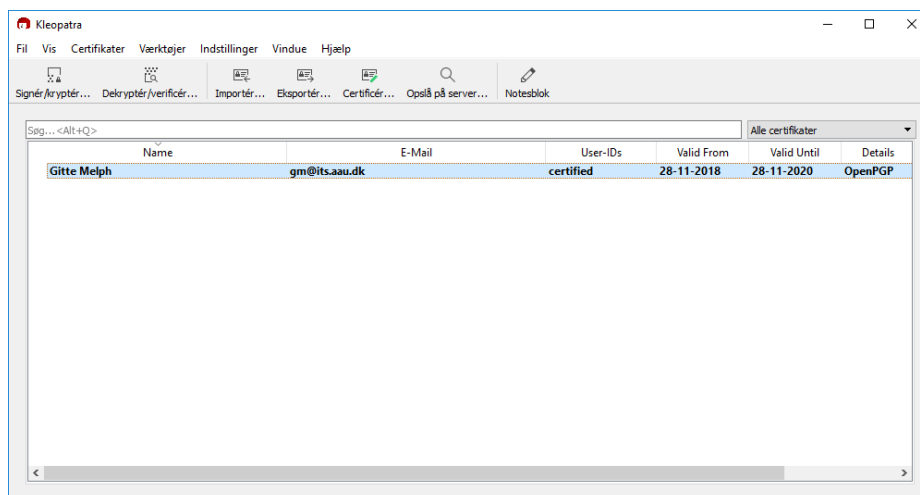 Kleopatra
Fil Vis Certifikater Værktøjer Indstillinger Vindue Hjælp
Signér/kryptér... Dekryptér/verificér... Importér... Eksportér... Certificér... Opslå på server... Notesblok
Søg...<Alt+Q> Alle certifikater
Name E-Mail User-IDs Valid From Valid Until Details
Gitte Melph gm@its.aau.dk certified 28-11-2018 28-11-2020 OpenPGP